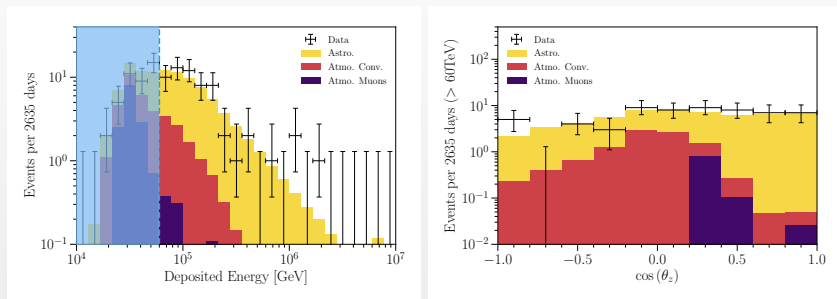 Data
Astro.
Atmo. Conv.
Atmo. Muons
Events per 2635 days
10^1
10^0
10^−1
10^4
10^5
10^6
10^7
Deposited Energy [GeV]
Data
Astro.
Atmo. Conv.
Atmo. Muons
Events per 2635 days (> 60TeV)
10^2
10^1
10^0
10^−1
10^−2
−1.0
−0.5
0.0
0.5
1.0
cos (θ_z)